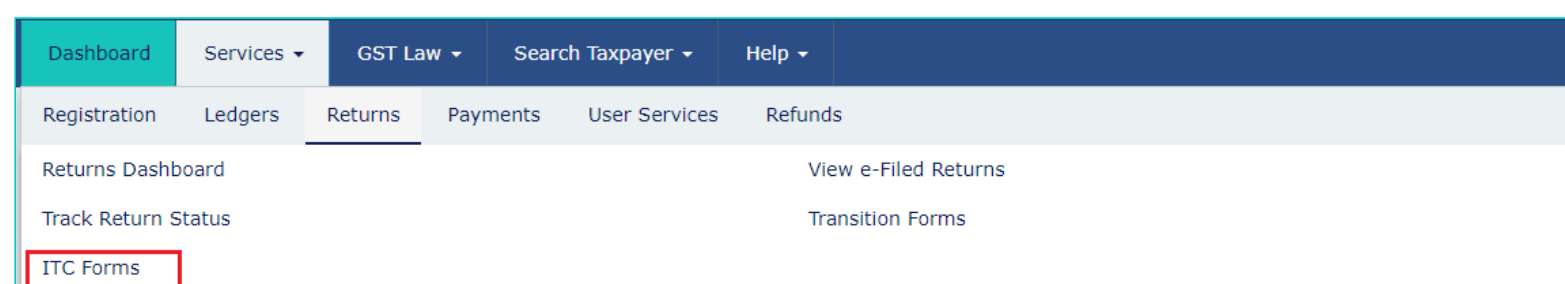 Dashboard Services GST Law Search Taxpayer Help
Registration Ledgers Returns Payments User Services Refunds
Returns Dashboard View e-Filed Returns
Track Return Status Transition Forms
ITC Forms